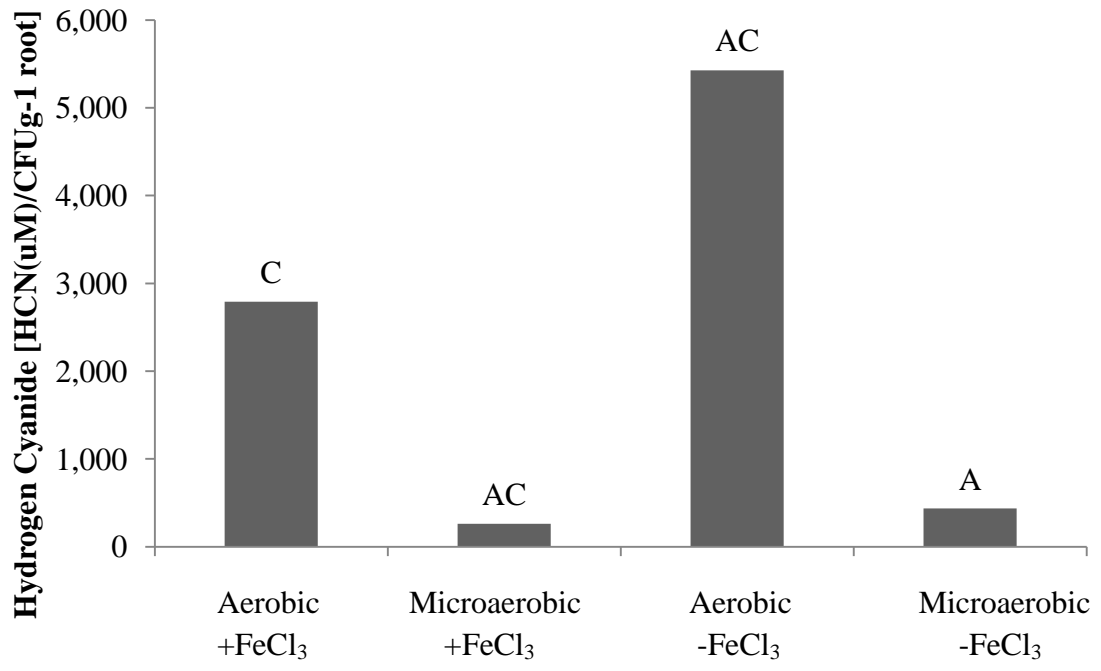 Hydrogen Cyanide [HCN(uM)/CFUg-1 root]
6,000
5,000
4,000
3,000
2,000
1,000
0
C
AC
AC
A
Aerobic
+FeCl₃
Microaerobic
+FeCl₃
Aerobic
-FeCl₃
Microaerobic
-FeCl₃